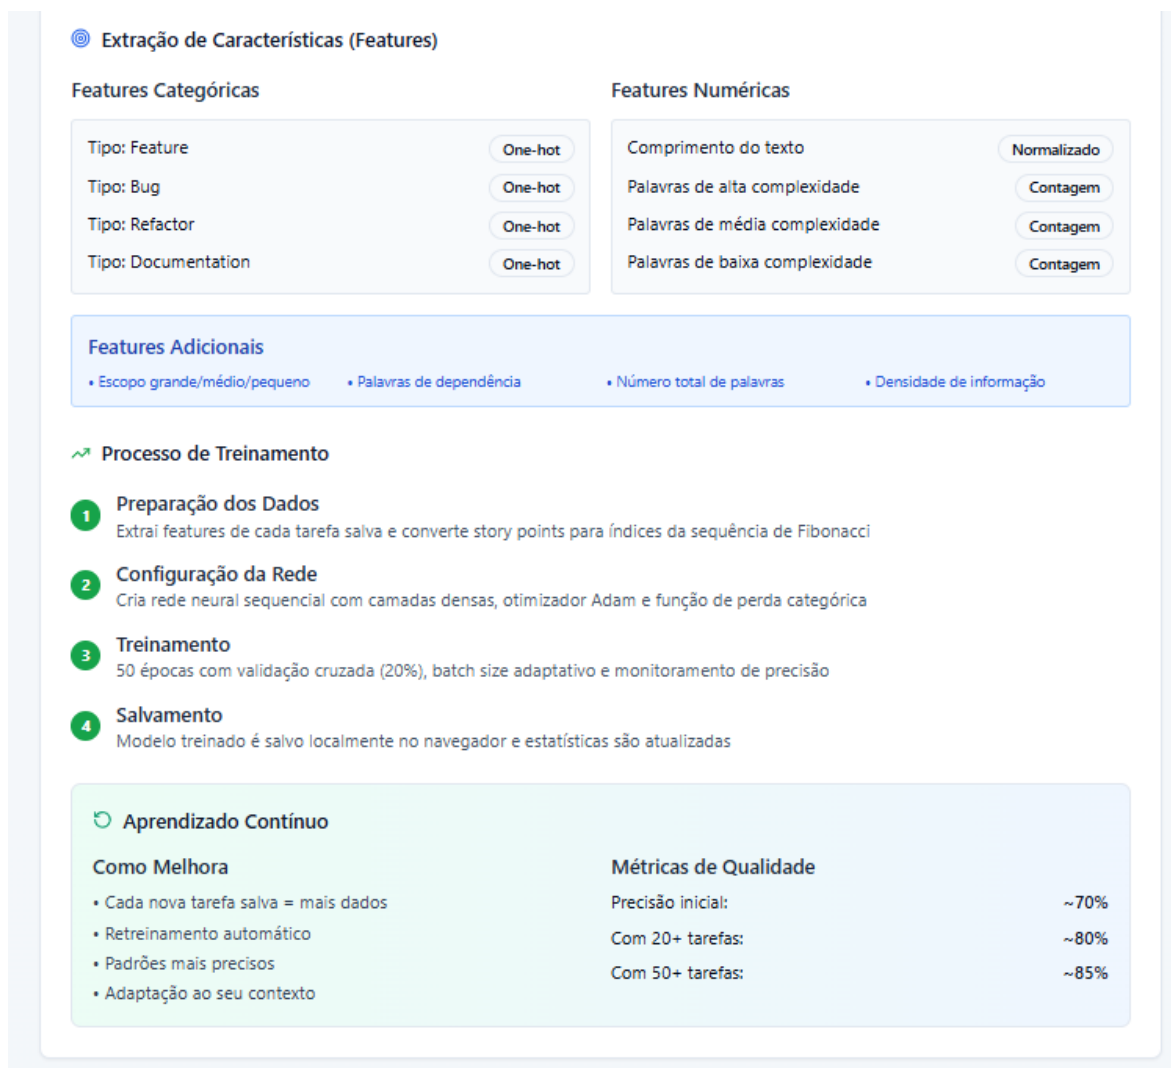 Extração de Características (Features)
Features Categóricas
Tipo: Feature One-hot
Tipo: Bug One-hot
Tipo: Refactor One-hot
Tipo: Documentation One-hot
Features Numéricas
Comprimento do texto Normalizado
Palavras de alta complexidade Contagem
Palavras de média complexidade Contagem
Palavras de baixa complexidade Contagem
Features Adicionais
• Escopo grande/médio/pequeno • Palavras de dependência • Número total de palavras • Densidade de informação
Processo de Treinamento
1 Preparação dos Dados
Extrai features de cada tarefa salva e converte story points para índices da sequência de Fibonacci
2 Configuração da Rede
Cria rede neural sequencial com camadas densas, otimizador Adam e função de perda categórica
3 Treinamento
50 épocas com validação cruzada (20%), batch size adaptativo e monitoramento de precisão
4 Salvamento
Modelo treinado é salvo localmente no navegador e estatísticas são atualizadas
Aprendizado Contínuo
Como Melhora
• Cada nova tarefa salva = mais dados
• Retreinamento automático
• Padrões mais precisos
• Adaptação ao seu contexto
Métricas de Qualidade
Precisão inicial: ~70%
Com 20+ tarefas: ~80%
Com 50+ tarefas: ~85%